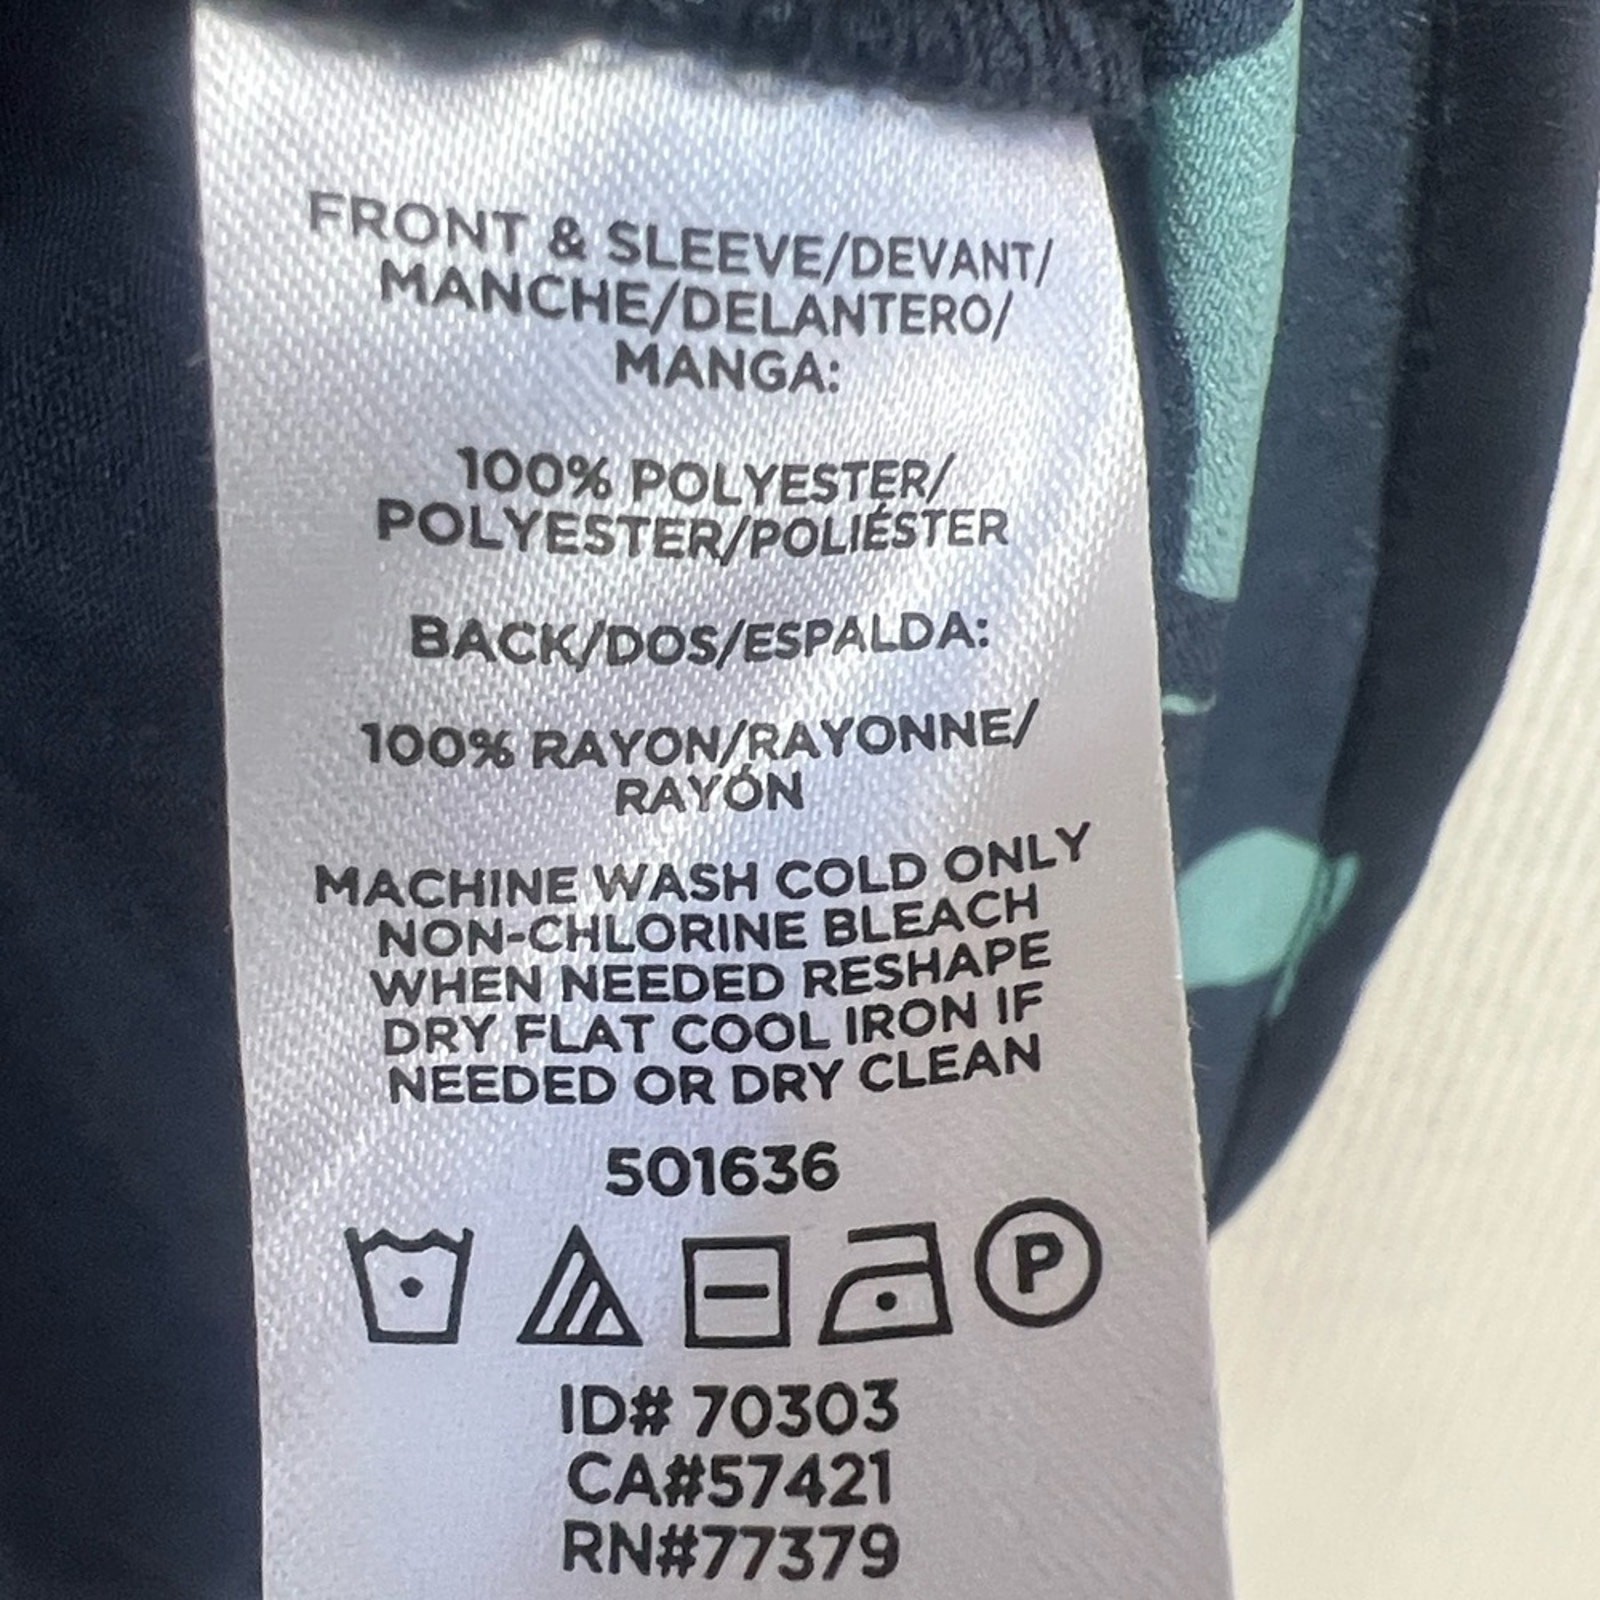 FRONT & SLEEVE/DEVANT/
MANCHE/DELANTERO/
MANGA:
100% POLYESTER/
POLYESTER/POLIÉSTER
BACK/DOS/ESPALDA:
100% RAYON/RAYONNE/
RAYÓN
MACHINE WASH COLD ONLY
NON-CHLORINE BLEACH
WHEN NEEDED RESHAPE
DRY FLAT COOL IRON IF
NEEDED OR DRY CLEAN
501636
P
ID# 70303
CA#57421
RN#77379